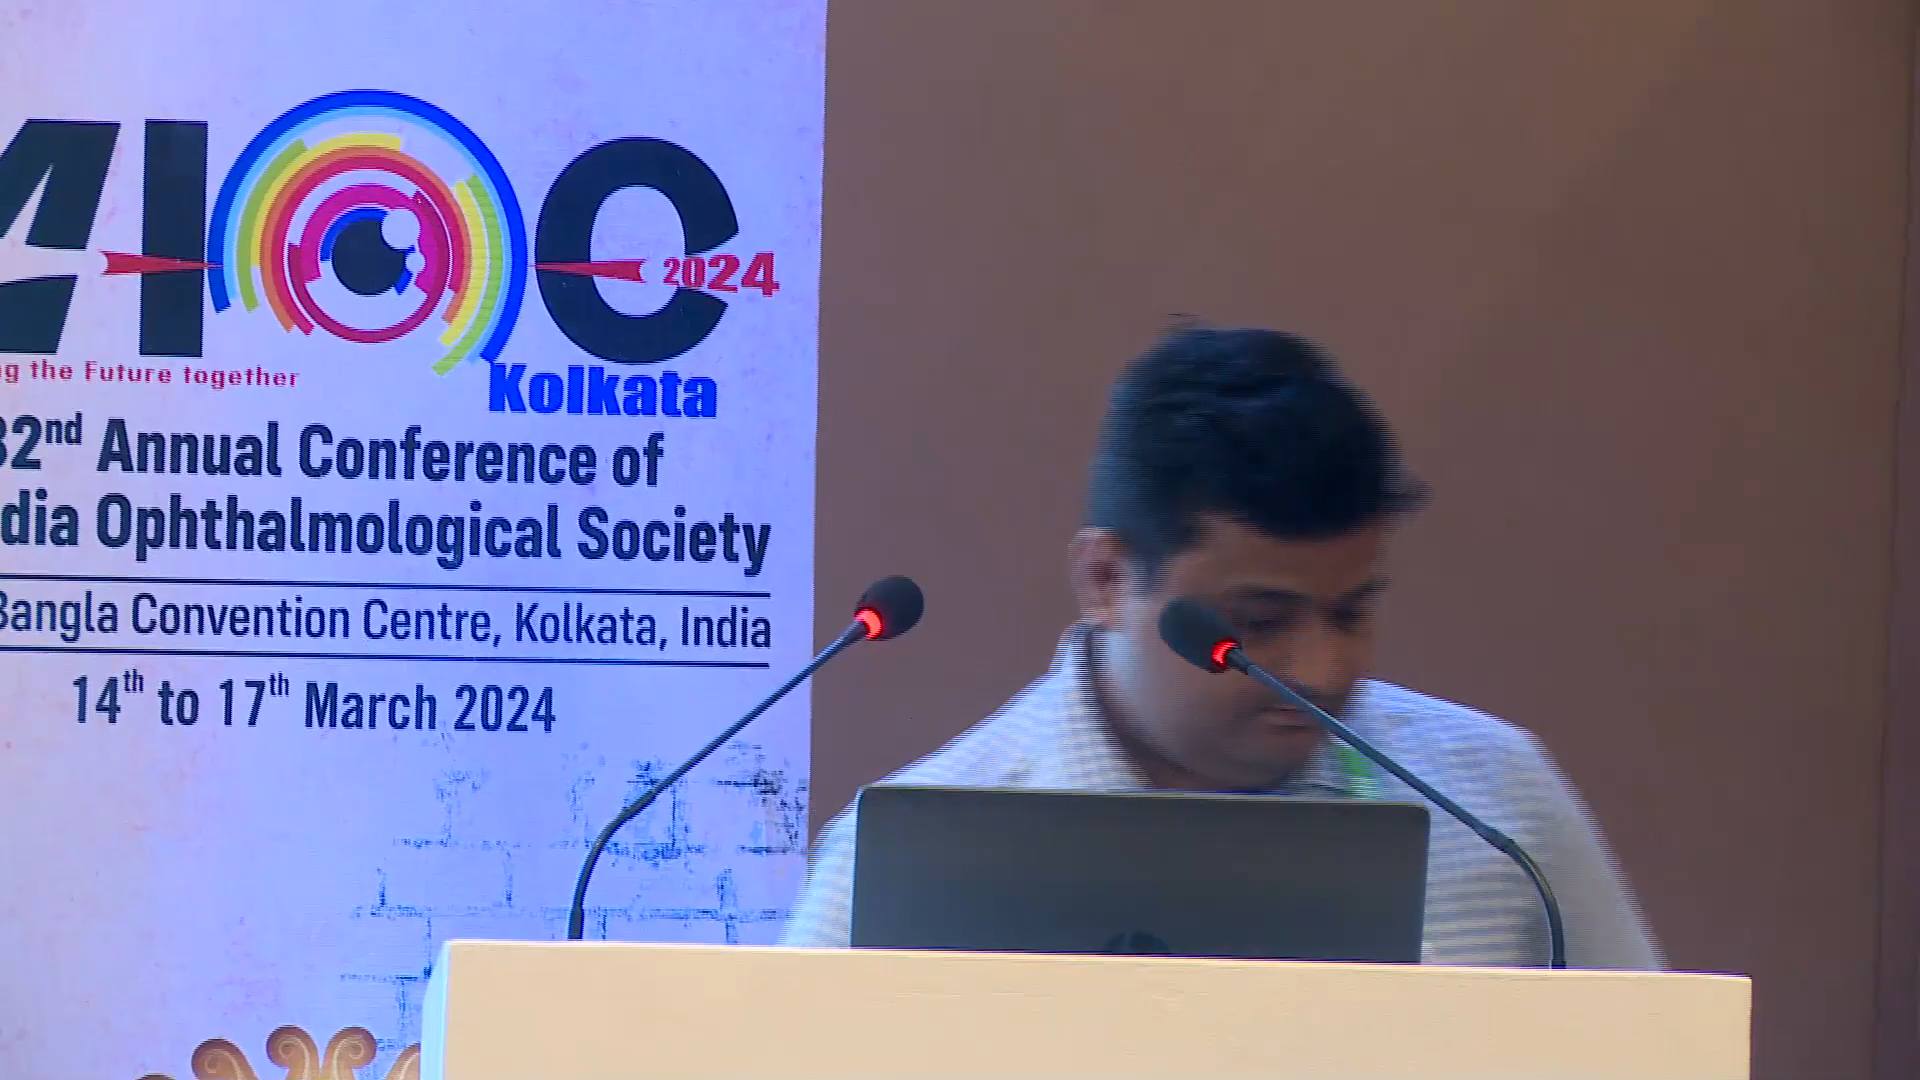 AIOC 2024
g the Future together
Kolkata
82nd Annual Conference of
dia Ophthalmological Society
Bangla Convention Centre, Kolkata, India
14th to 17th March 2024